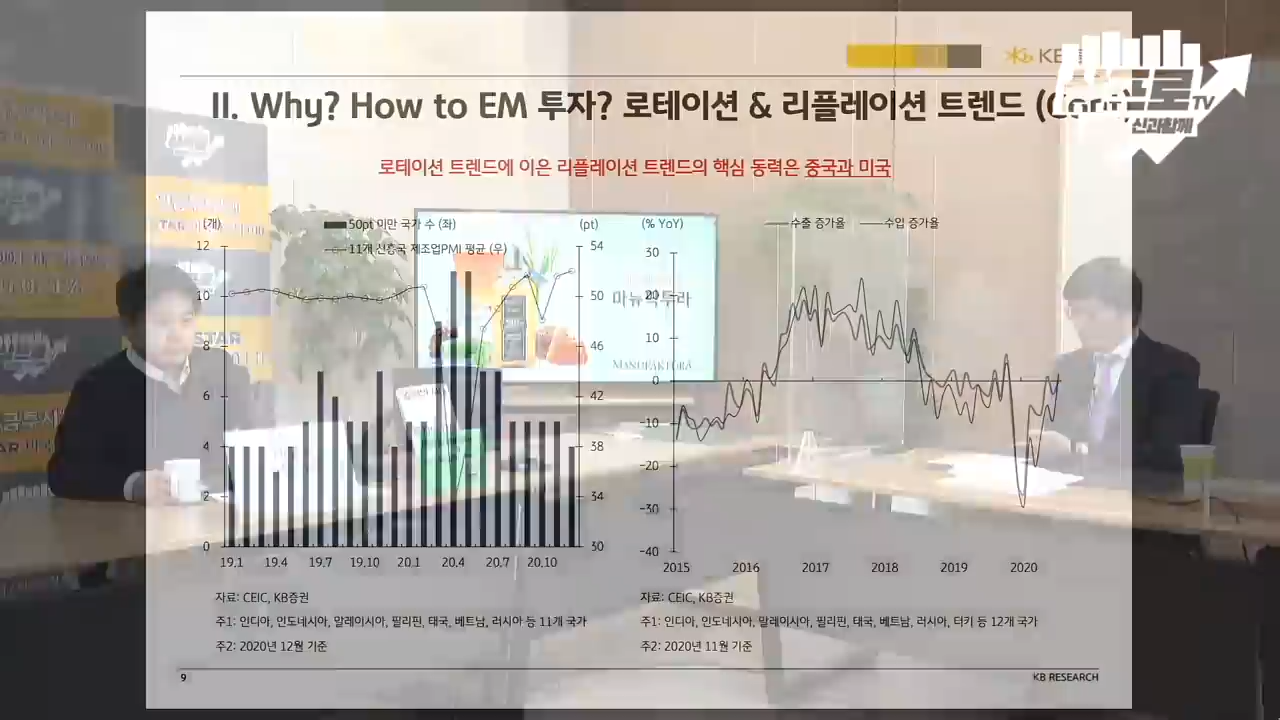 II. Why? How to EM 투자? 로테이션 & 리플레이션 트렌드 (Cont)
TV
신과함께
로테이션 트렌드에 이은 리플레이션 트렌드의 핵심 동력은 중국과 미국
(개)
50pt 미만 국가 수 (좌)
11개 신흥국 제조업PMI 평균 (우)
(pt)
12
10
8
6
4
2
0
54
50
46
42
38
34
30
19.1 19.4 19.7 19.10 20.1 20.4 20.7 20.10
(% YoY)
수출 증가율 수입 증가율
30
20
10
0
-10
-20
-30
-40
2015 2016 2017 2018 2019 2020
마뉴팍투라
MANUFAKTURA
STAR
자료: CEIC, KB증권
주1: 인디아, 인도네시아, 말레이시아, 필리핀, 태국, 베트남, 러시아 등 11개 국가
주2: 2020년 12월 기준
자료: CEIC, KB증권
주1: 인디아, 인도네시아, 말레이시아, 필리핀, 태국, 베트남, 러시아, 터키 등 12개 국가
주2: 2020년 11월 기준
9
KB RESEARCH